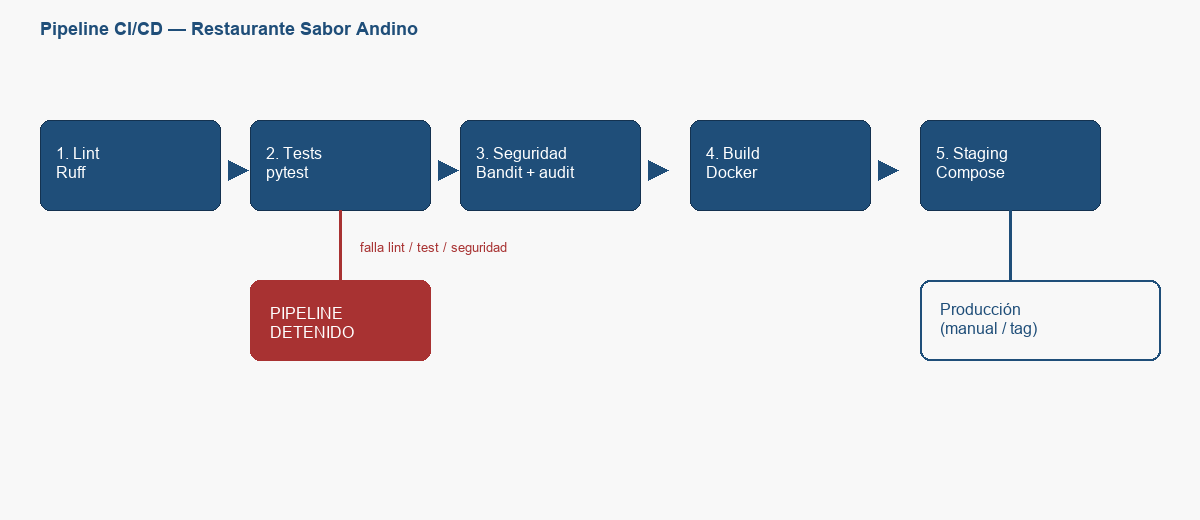 Pipeline CI/CD — Restaurante Sabor Andino
1. Lint
Ruff
2. Tests
pytest
3. Seguridad
Bandit + audit
4. Build
Docker
5. Staging
Compose
falla lint / test / seguridad
PIPELINE
DETENIDO
Producción
(manual / tag)